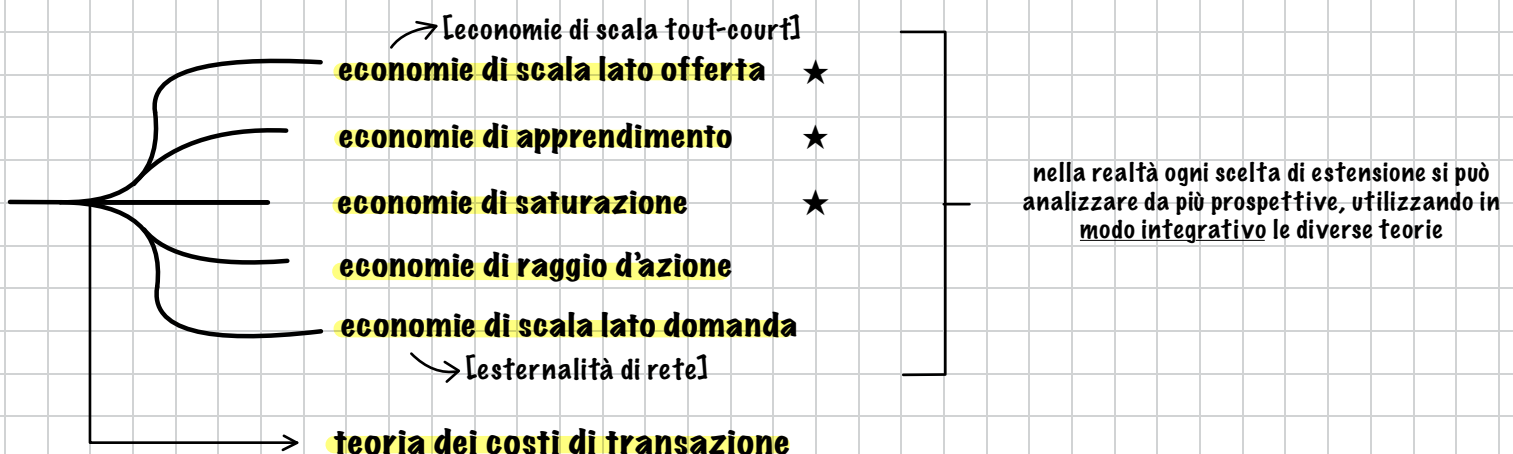 [economie di scala tout-court]
economie di scala lato offerta ★
economie di apprendimento ★
economie di saturazione ★
economie di raggio d'azione
economie di scala lato domanda
[esternalità di rete]
teoria dei costi di transazione
nella realtà ogni scelta di estensione si può
analizzare da più prospettive, utilizzando in
modo integrativo le diverse teorie